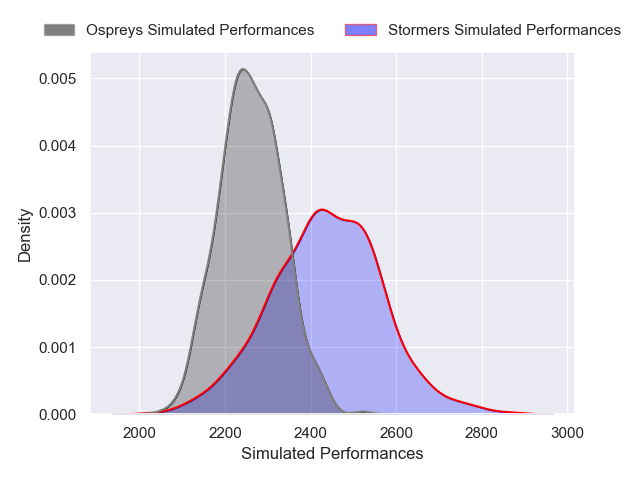 Ospreys Simulated Performances Stormers Simulated Performances
0.005
0.004
0.003
0.002
0.001
0.000
Density
2000 2200 2400 2600 2800 3000
Simulated Performances